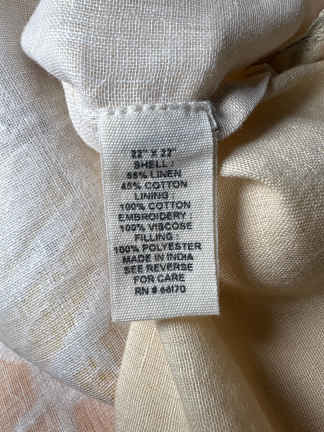 22" X 22"
SHELL :
55% LINEN
45% COTTON
LINING :
100% COTTON
EMBROIDERY :
100% VISCOSE
FILLING :
100% POLYESTER
MADE IN INDIA
SEE REVERSE
FOR CARE
RN # 66170